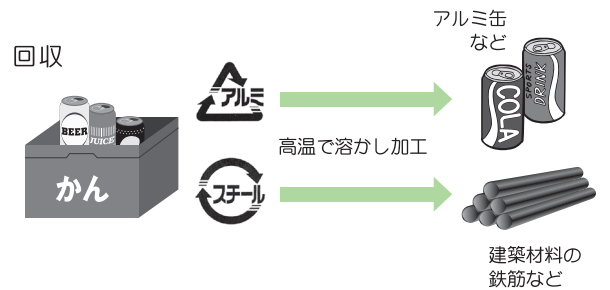 回収
BEER
JUICE
かん
アルミ
スチール
高温で溶かし加工
アルミ缶
など
COLA
SPORTS
DRINK
建築材料の
鉄筋など